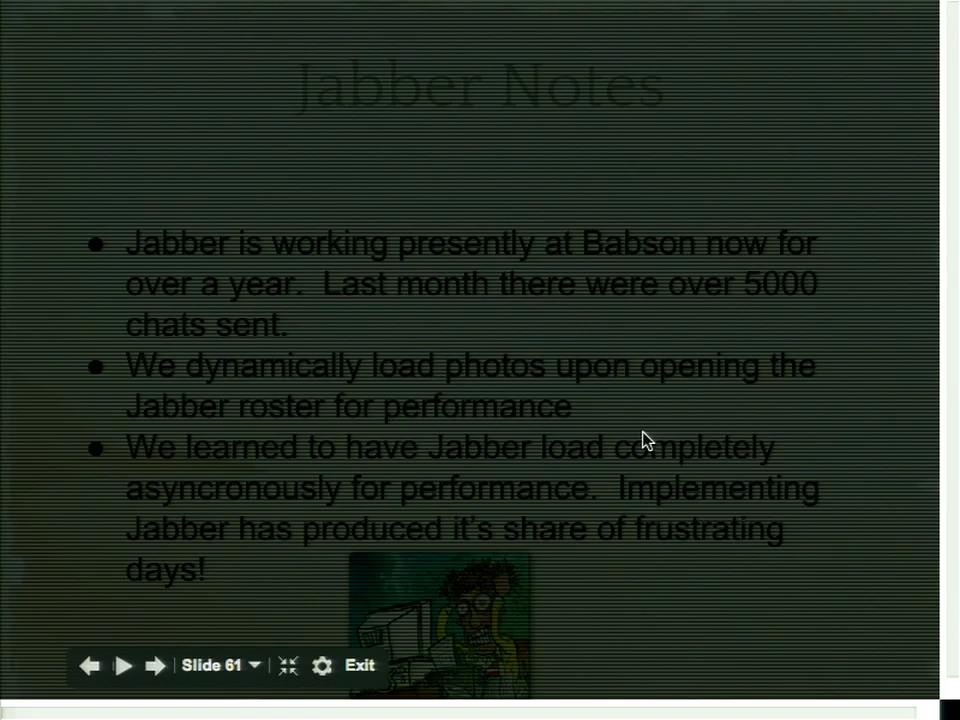 Jabber Notes
● Jabber is working presently at Babson now for
over a year.  Last month there were over 5000
chats sent.
● We dynamically load photos upon opening the
Jabber roster for performance
● We learned to have Jabber load completely
asyncronously for performance.  Implementing
Jabber has produced it's share of frustrating
days!
Slide 61 Exit